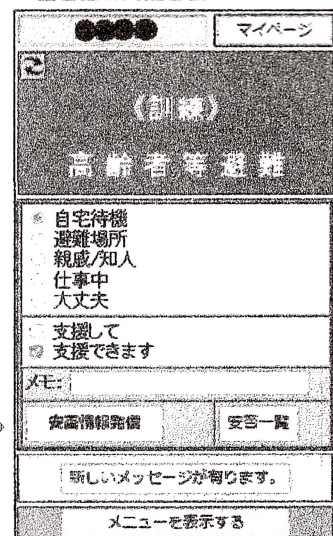 ●●●● マイページ
《訓練》
高齢者等避難
自宅待機
避難場所
親戚/知人
仕事中
大丈夫
支援して
支援できます
メモ:
安否情報発信 安否一覧
新しいメッセージが有ります。
メニューを表示する